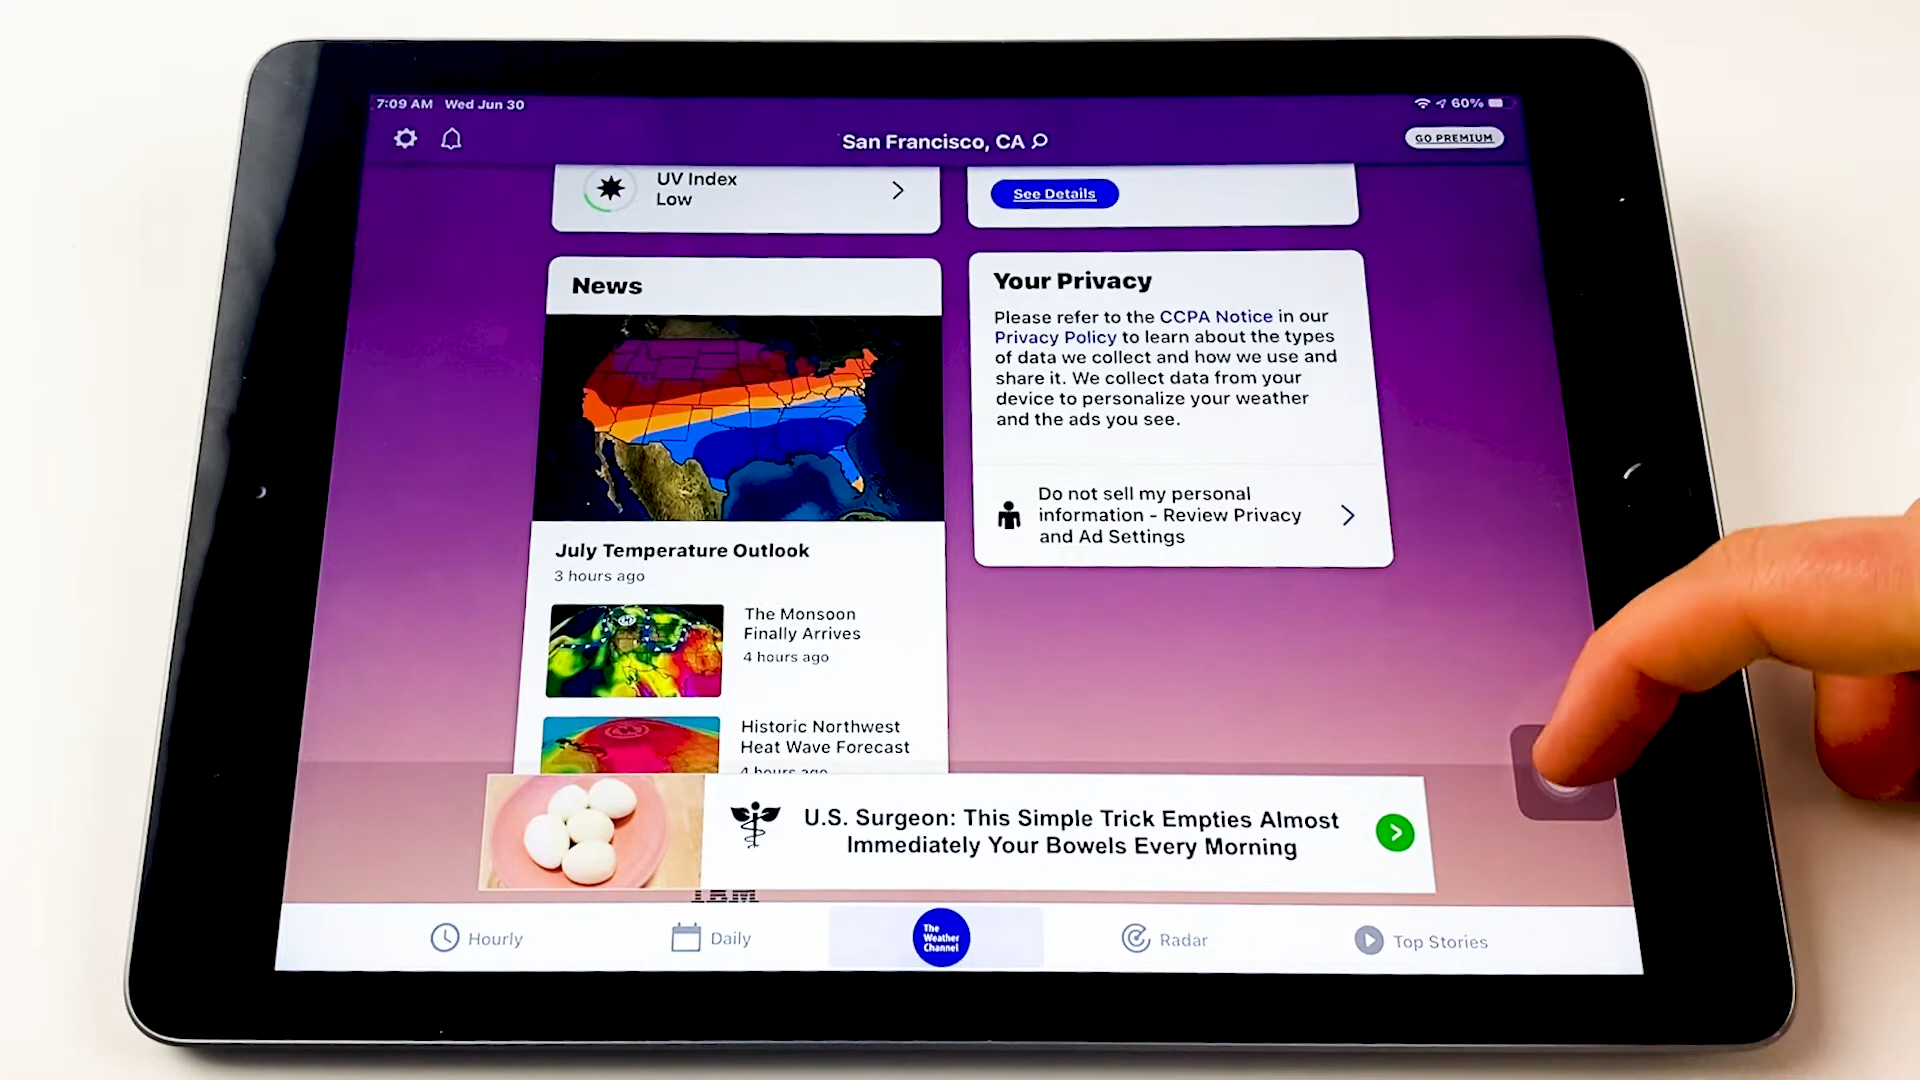 7:09 AM Wed Jun 30
60%
San Francisco, CA
GO PREMIUM
UV Index
Low
See Details
News
July Temperature Outlook
3 hours ago
The Monsoon
Finally Arrives
4 hours ago
Historic Northwest
Heat Wave Forecast
4 hours ago
Your Privacy
Please refer to the CCPA Notice in our
Privacy Policy to learn about the types
of data we collect and how we use and
share it. We collect data from your
device to personalize your weather
and the ads you see.
Do not sell my personal
information - Review Privacy
and Ad Settings
U.S. Surgeon: This Simple Trick Empties Almost
Immediately Your Bowels Every Morning
IBM
Hourly
Daily
The
Weather
Channel
Radar
Top Stories